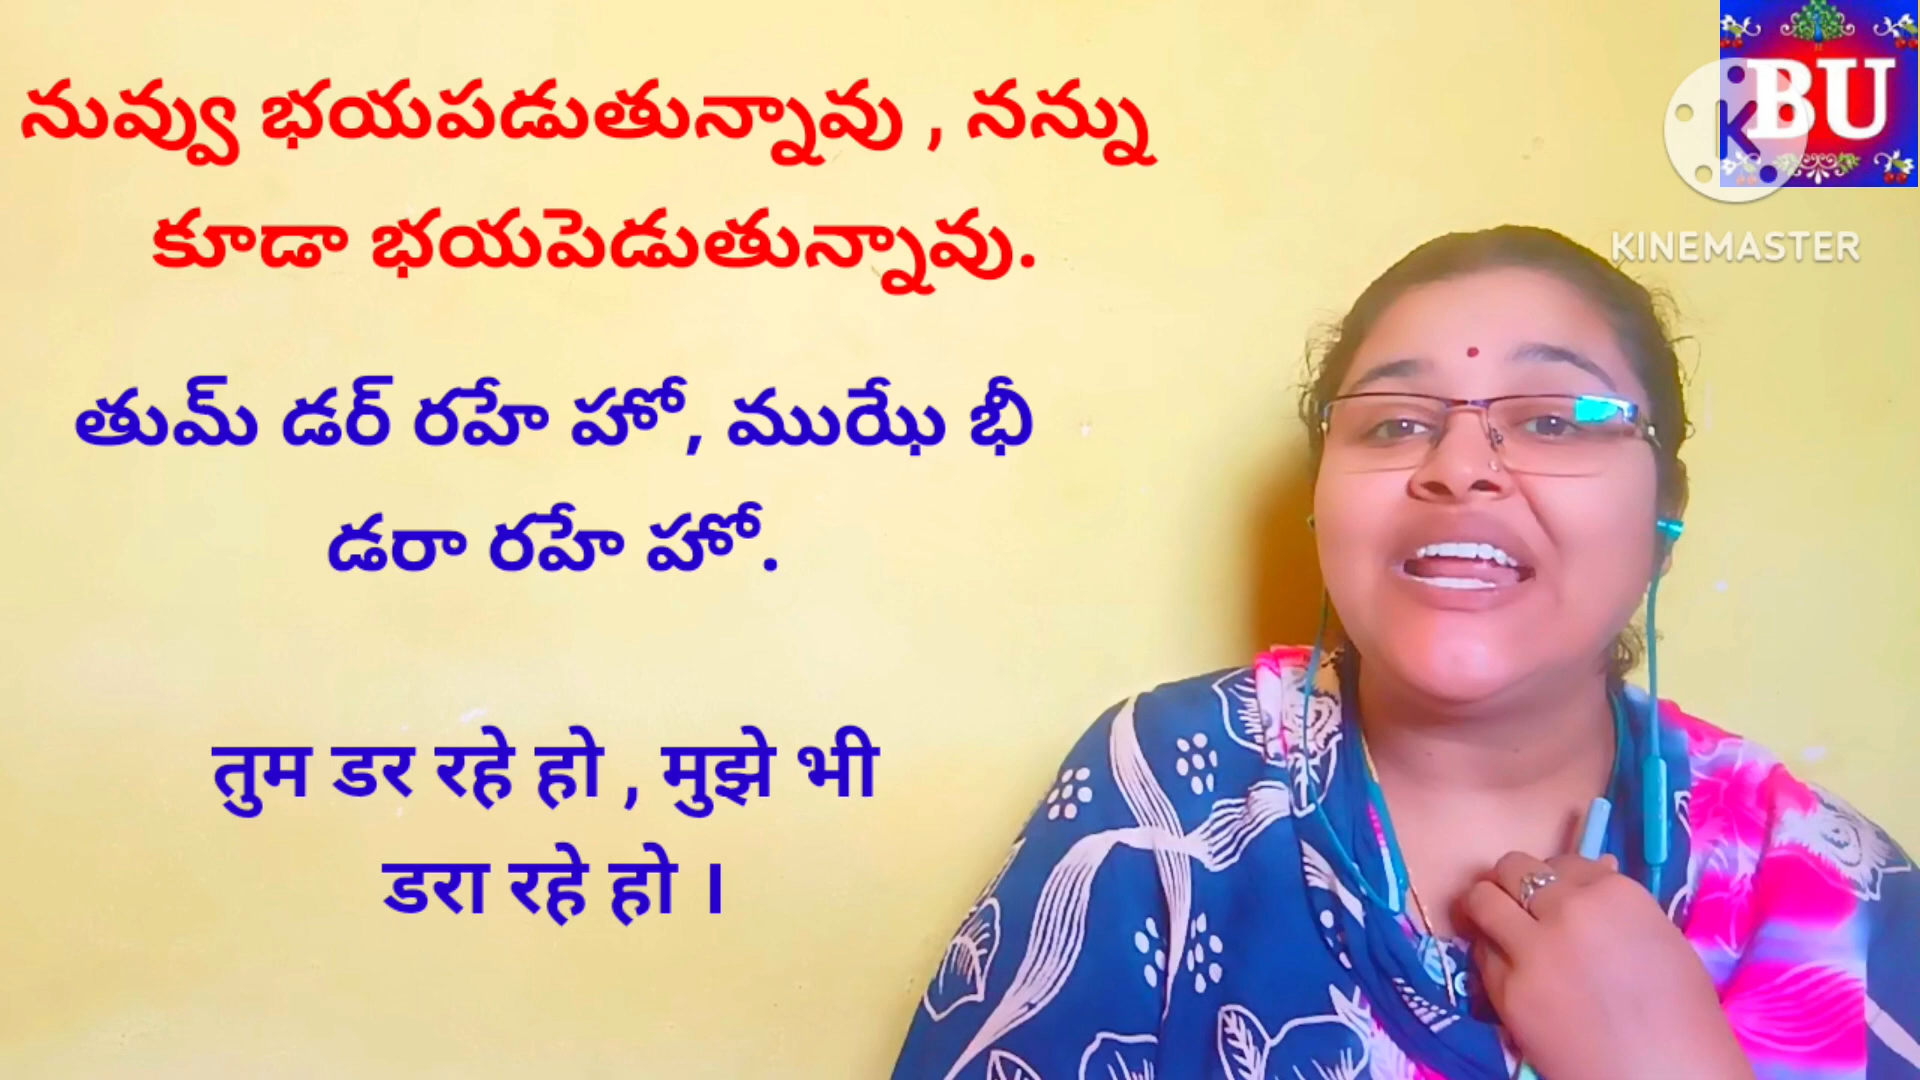 నువ్వు భయపడుతున్నావు , నన్ను
కూడా భయపెడుతున్నావు.
తుమ్ డర్ రహే హో, ముఝే భీ
డరా రహే హో.
तुम डर रहे हो , मुझे भी
डरा रहे हो ।
BU
K
KINEMASTER